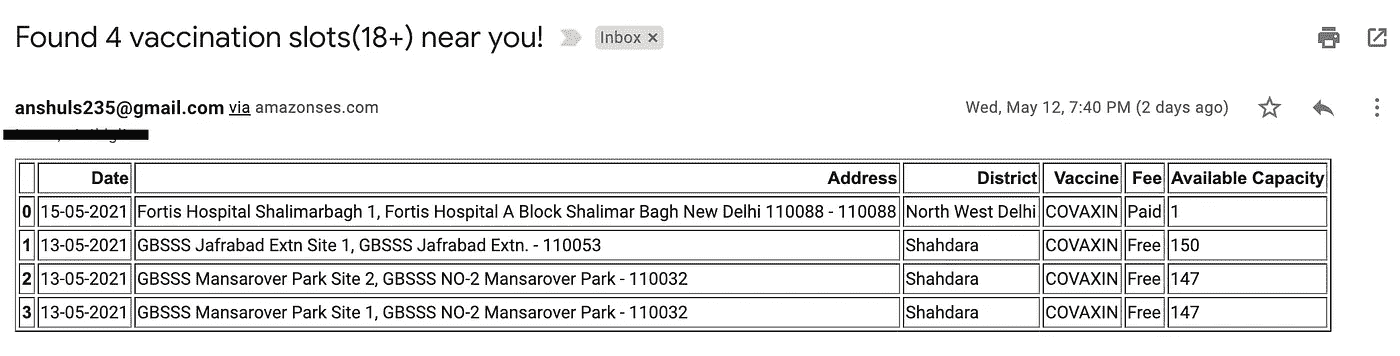 Found 4 vaccination slots(18+) near you! Inbox ×
anshuls235@gmail.com via amazonses.com Wed, May 12, 7:40 PM (2 days ago)
Date Address District Vaccine Fee Available Capacity
0 15-05-2021 Fortis Hospital Shalimarbagh 1, Fortis Hospital A Block Shalimar Bagh New Delhi 110088 - 110088 North West Delhi COVAXIN Paid 1
1 13-05-2021 GBSSS Jafrabad Extn Site 1, GBSSS Jafrabad Extn. - 110053 Shahdara COVAXIN Free 150
2 13-05-2021 GBSSS Mansarover Park Site 2, GBSSS NO-2 Mansarover Park - 110032 Shahdara COVAXIN Free 147
3 13-05-2021 GBSSS Mansarover Park Site 1, GBSSS NO-2 Mansarover Park - 110032 Shahdara COVAXIN Free 147